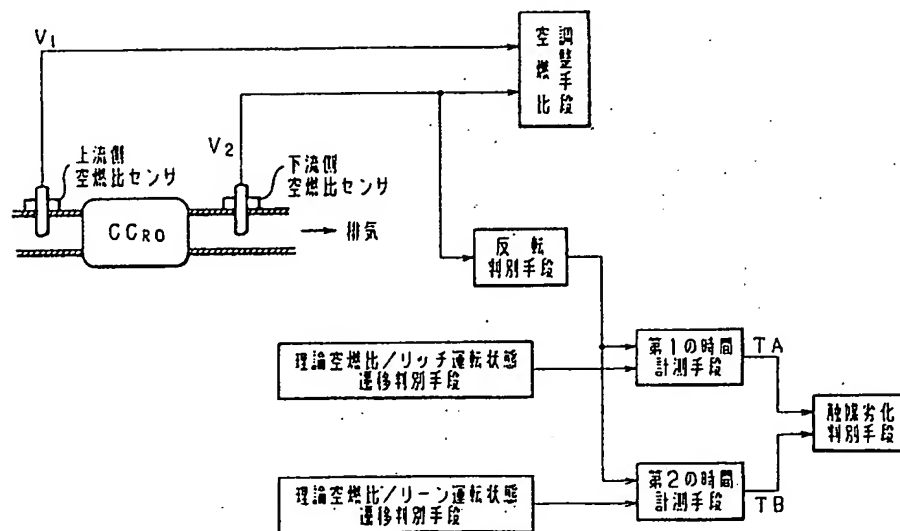 V1
空燃比
調整手段
V2
上流側
空燃比センサ
下流側
空燃比センサ
CCRO
排気
反転
判別手段
理論空燃比/リッチ運転状態
遷移判別手段
第1の時間
計測手段
TA
触媒劣化
判別手段
理論空燃比/リーン運転状態
遷移判別手段
第2の時間
計測手段
TB